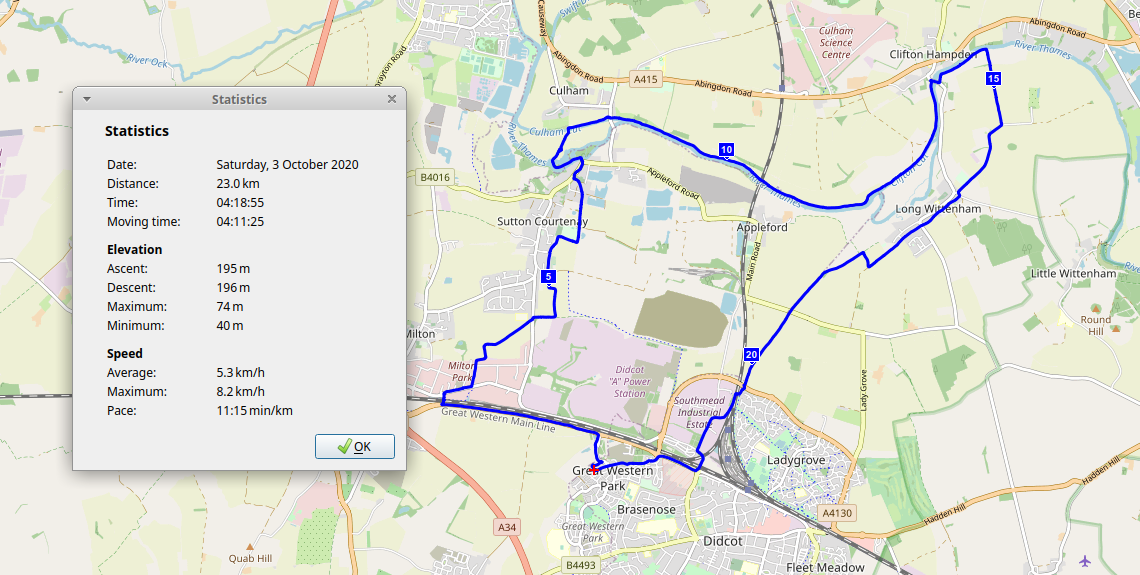 Statistics
Statistics
Date: Saturday, 3 October 2020
Distance: 23.0 km
Time: 04:18:55
Moving time: 04:11:25
Elevation
Ascent: 195 m
Descent: 196 m
Maximum: 74 m
Minimum: 40 m
Speed
Average: 5.3 km/h
Maximum: 8.2 km/h
Pace: 11:15 min/km
OK
River Ock
Drayton Road
Causeway
Swift D
Abingdon Road
Culham
Science
Centre
Abingdon Road
Be
Clifton Hampden
River Thames
A415
Abingdon Road
15
Culham
Culham Cut
River Thames
10
B4016
Appleford Road
River Thames
Clifton Cut
Sutton Courtenay
Long Wittenham
Appleford
Main Road
Little Wittenham
River
5
Round
Hill
Milton
20
Milton
Park
Didcot
"A" Power
Station
Lady Grove
Southmead
Industrial
Estate
Great Western Main Line
Great Western
Park
Ladygrove
Hadden Hill
Brasenose
A34
Great Western
Park
A4130
Hadden Hill
Didcot
Quab Hill
B4493
Fleet Meadow